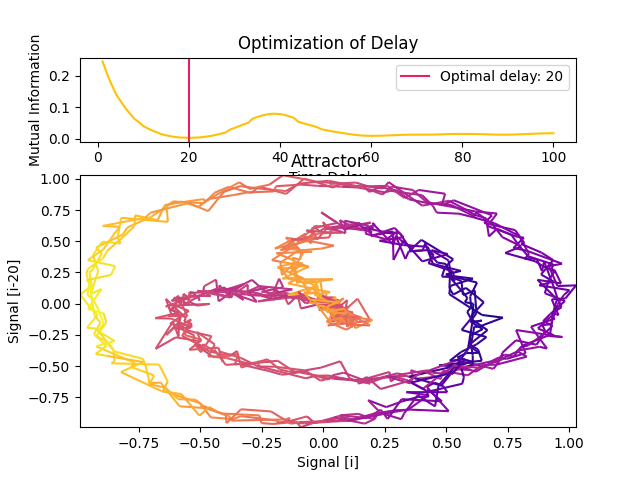 Optimization of Delay
Mutual Information
0.2
0.1
0.0
Optimal delay: 20
0 20 40 60 80 100
Time Delay
Attractor
Signal [i-20]
1.00
0.75
0.50
0.25
0.00
−0.25
−0.50
−0.75
−0.75 −0.50 −0.25 0.00 0.25 0.50 0.75 1.00
Signal [i]